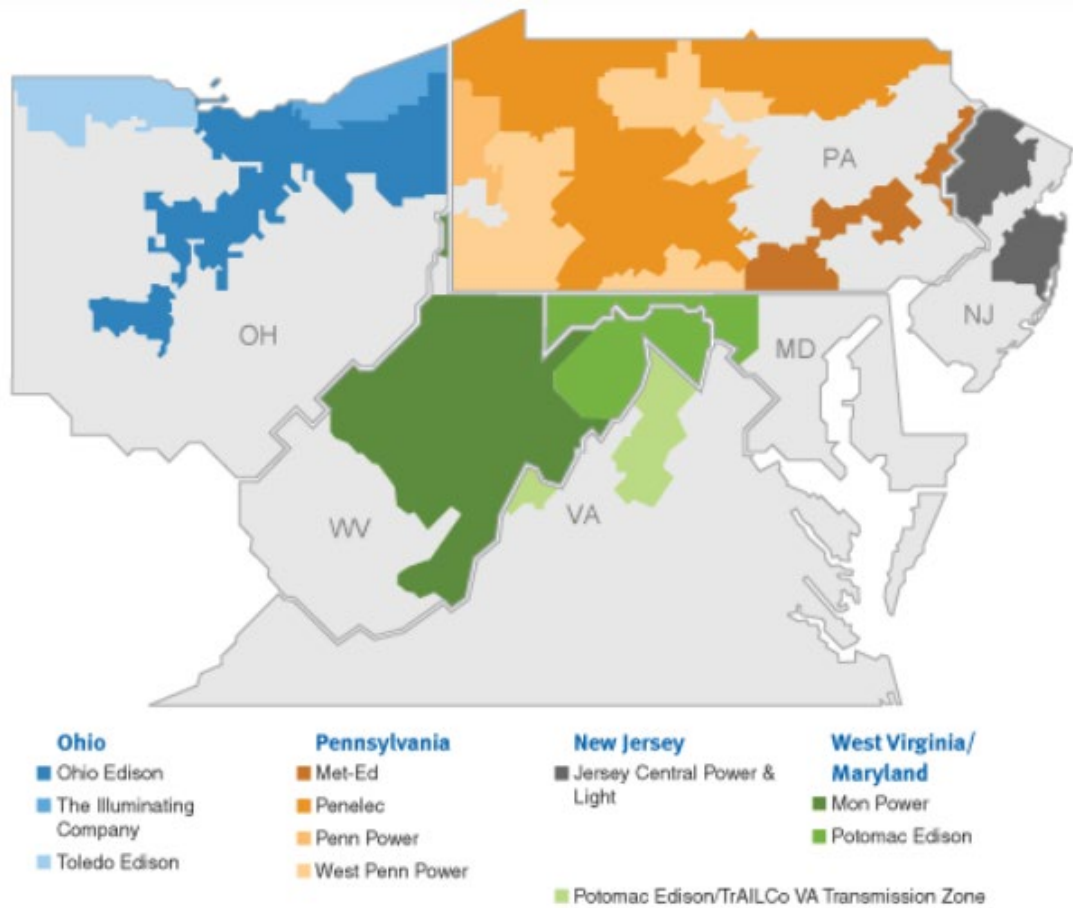 PA
OH
NJ
MD
WV
VA
Ohio
Ohio Edison
The Illuminating
Company
Toledo Edison
Pennsylvania
Met-Ed
Penelec
Penn Power
West Penn Power
New Jersey
Jersey Central Power &
Light
West Virginia/
Maryland
Mon Power
Potomac Edison
Potomac Edison/TrAILCo VA Transmission Zone